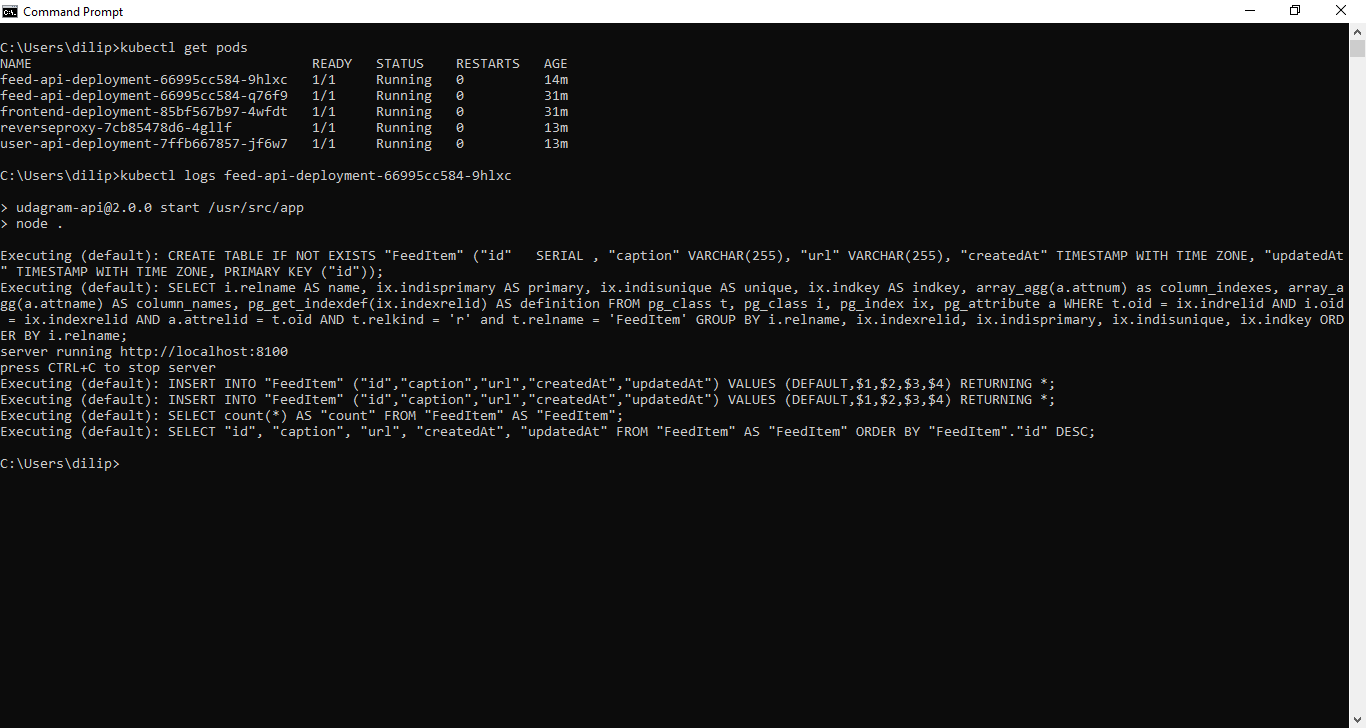 Command Prompt
C:\Users\dilip>kubectl get pods
NAME READY STATUS RESTARTS AGE
feed-api-deployment-66995cc584-9hlxc 1/1 Running 0 14m
feed-api-deployment-66995cc584-q76f9 1/1 Running 0 31m
frontend-deployment-85bf567b97-4wfdt 1/1 Running 0 31m
reverseproxy-7cb85478d6-4gllf 1/1 Running 0 13m
user-api-deployment-7ffb667857-jf6w7 1/1 Running 0 13m
C:\Users\dilip>kubectl logs feed-api-deployment-66995cc584-9hlxc
> udagram-api@2.0.0 start /usr/src/app
> node .
Executing (default): CREATE TABLE IF NOT EXISTS "FeedItem" ("id"   SERIAL , "caption" VARCHAR(255), "url" VARCHAR(255), "createdAt" TIMESTAMP WITH TIME ZONE, "updatedAt
" TIMESTAMP WITH TIME ZONE, PRIMARY KEY ("id"));
Executing (default): SELECT i.relname AS name, ix.indisprimary AS primary, ix.indisunique AS unique, ix.indkey AS indkey, array_agg(a.attnum) as column_indexes, array_a
gg(a.attname) AS column_names, pg_get_indexdef(ix.indexrelid) AS definition FROM pg_class t, pg_class i, pg_index ix, pg_attribute a WHERE t.oid = ix.indrelid AND i.oid
 = ix.indexrelid AND a.attrelid = t.oid AND t.relkind = 'r' and t.relname = 'FeedItem' GROUP BY i.relname, ix.indexrelid, ix.indisprimary, ix.indisunique, ix.indkey ORD
ER BY i.relname;
server running http://localhost:8100
press CTRL+C to stop server
Executing (default): INSERT INTO "FeedItem" ("id","caption","url","createdAt","updatedAt") VALUES (DEFAULT,$1,$2,$3,$4) RETURNING *;
Executing (default): INSERT INTO "FeedItem" ("id","caption","url","createdAt","updatedAt") VALUES (DEFAULT,$1,$2,$3,$4) RETURNING *;
Executing (default): SELECT count(*) AS "count" FROM "FeedItem" AS "FeedItem";
Executing (default): SELECT "id", "caption", "url", "createdAt", "updatedAt" FROM "FeedItem" AS "FeedItem" ORDER BY "FeedItem"."id" DESC;
C:\Users\dilip>